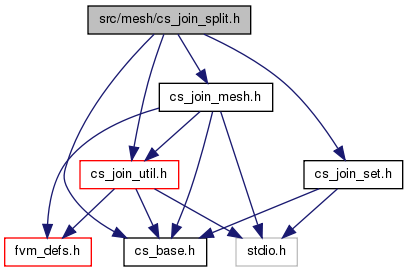 src/mesh/cs_join_split.h
cs_join_mesh.h
cs_join_util.h
cs_join_set.h
fvm_defs.h
cs_base.h
stdio.h